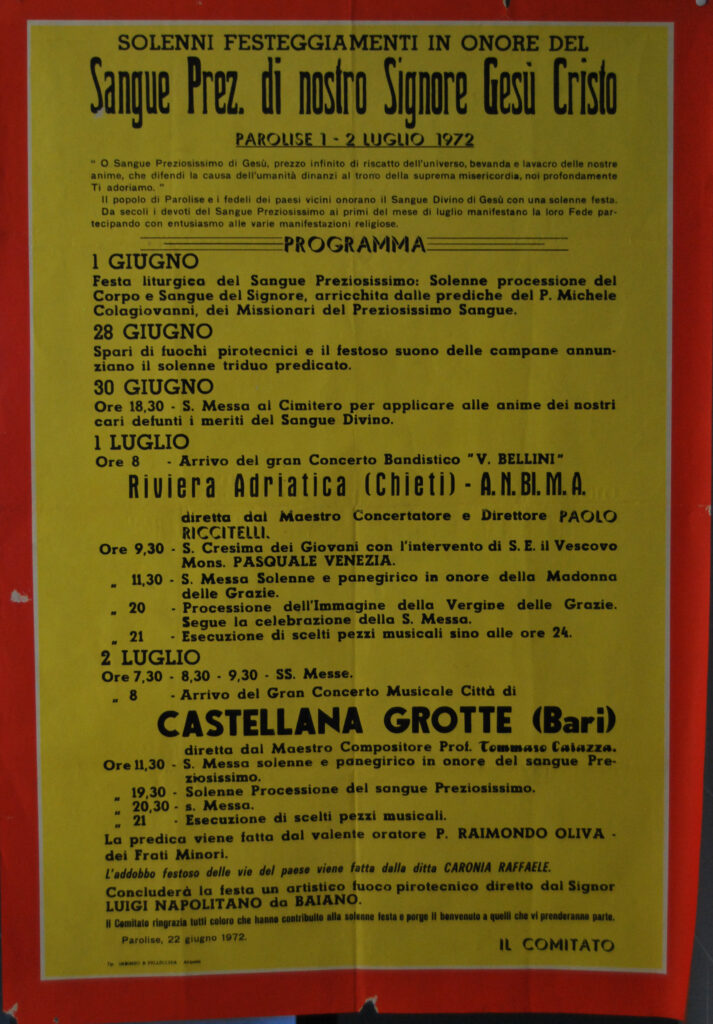 SOLENNI FESTEGGIAMENTI IN ONORE DEL
Sangue Prez. di nostro Signore Gesù Cristo
PAROLISE 1 - 2 LUGLIO 1972
" O Sangue Preziosissimo di Gesù, prezzo infinito di riscatto dell'universo, bevanda e lavacro delle nostre
anime, che difendi la causa dell'umanità dinanzi al trono della suprema misericordia, noi profondamente
Ti adoriamo. "
Il popolo di Parolise e i fedeli dei paesi vicini onorano il Sangue Divino di Gesù con una solenne festa.
Da secoli i devoti del Sangue Preziosissimo ai primi del mese di luglio manifestano la loro Fede par-
tecipando con entusiasmo alle varie manifestazioni religiose.
PROGRAMMA
1 GIUGNO
Festa liturgica del Sangue Preziosissimo: Solenne processione del
Corpo e Sangue del Signore, arricchita dalle prediche del P. Michele
Colagiovanni, dei Missionari del Preziosissimo Sangue.
28 GIUGNO
Spari di fuochi pirotecnici e il festoso suono delle campane annun-
ziano il solenne triduo predicato.
30 GIUGNO
Ore 18,30 - S. Messa al Cimitero per applicare alle anime dei nostri
cari defunti i meriti del Sangue Divino.
1 LUGLIO
Ore 8 - Arrivo del gran Concerto Bandistico "V. BELLINI"
Riviera Adriatica (Chieti) - A.N.BI.M.A.
diretta dal Maestro Concertatore e Direttore PAOLO
RICCITELLI.
Ore 9,30 - S. Cresima dei Giovani con l'intervento di S. E. il Vescovo
Mons. PASQUALE VENEZIA.
" 11,30 - S. Messa Solenne e panegirico in onore della Madonna
delle Grazie.
" 20 - Processione dell'Immagine della Vergine delle Grazie.
Segue la celebrazione della S. Messa.
" 21 - Esecuzione di scelti pezzi musicali sino alle ore 24.
2 LUGLIO
Ore 7,30 - 8,30 - 9,30 - SS. Messe.
" 8 - Arrivo del Gran Concerto Musicale Città di
CASTELLANA GROTTE (Bari)
diretta dal Maestro Compositore Prof. Tommaso Caiazza.
Ore 11,30 - S. Messa solenne e panegirico in onore del sangue Pre-
ziosissimo.
" 19,30 - Solenne Processione del sangue Preziosissimo.
" 20,30 - s. Messa.
" 21 - Esecuzione di scelti pezzi musicali.
La predica viene fatta dal valente oratore P. RAIMONDO OLIVA -
dei Frati Minori.
L'addobbo festoso delle vie del paese viene fatta dalla ditta CARONIA RAFFAELE.
Concluderà la festa un artistico fuoco pirotecnico diretto dal Signor
LUIGI NAPOLITANO da BAIANO.
Il Comitato ringrazia tutti coloro che hanno contribuito alla solenne festa e porge il benvenuto a quelli che vi prenderanno parte.
Parolise, 22 giugno 1972.
IL COMITATO